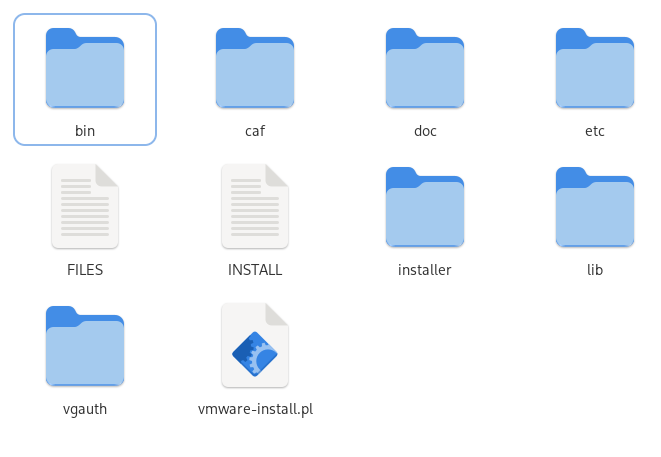 bin
caf
doc
etc
FILES
INSTALL
installer
lib
vgauth
vmware-install.pl